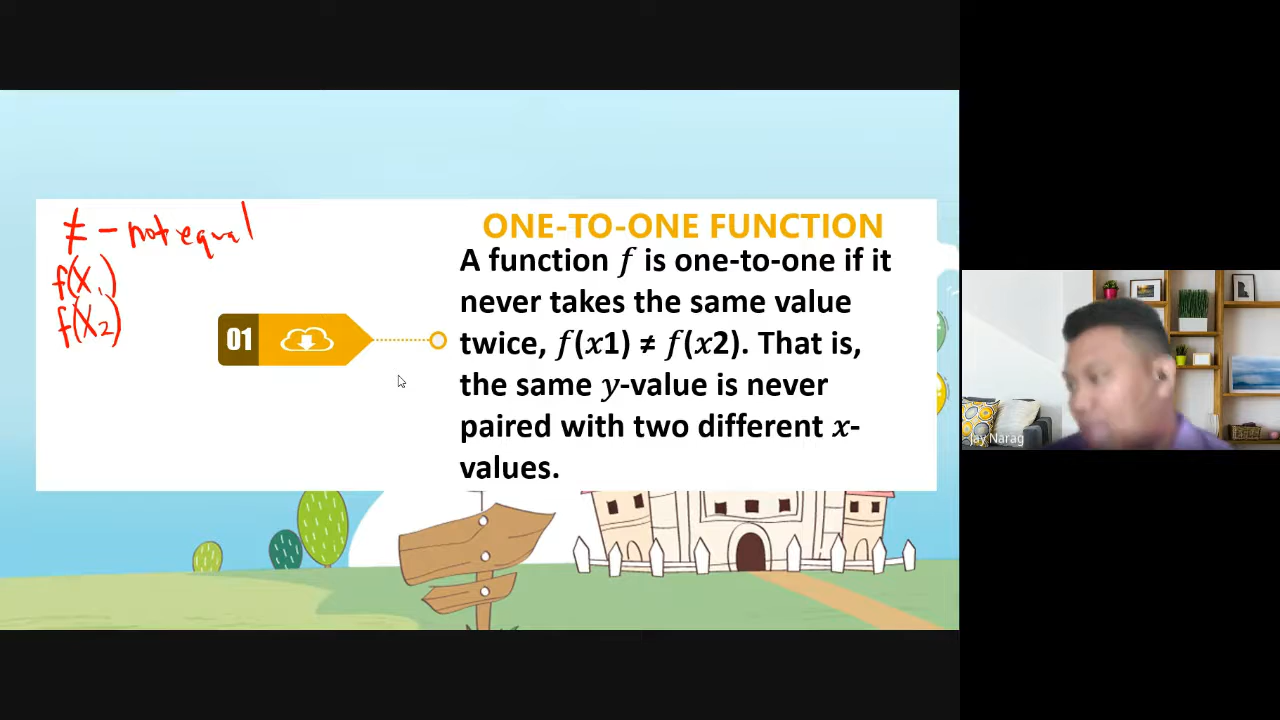 ≠ - not equal
f(x₁)
f(x₂)
01
ONE-TO-ONE FUNCTION
A function f is one-to-one if it
never takes the same value
twice, f(x1) ≠ f(x2). That is,
the same y-value is never
paired with two different x-
values.
Jay Narag